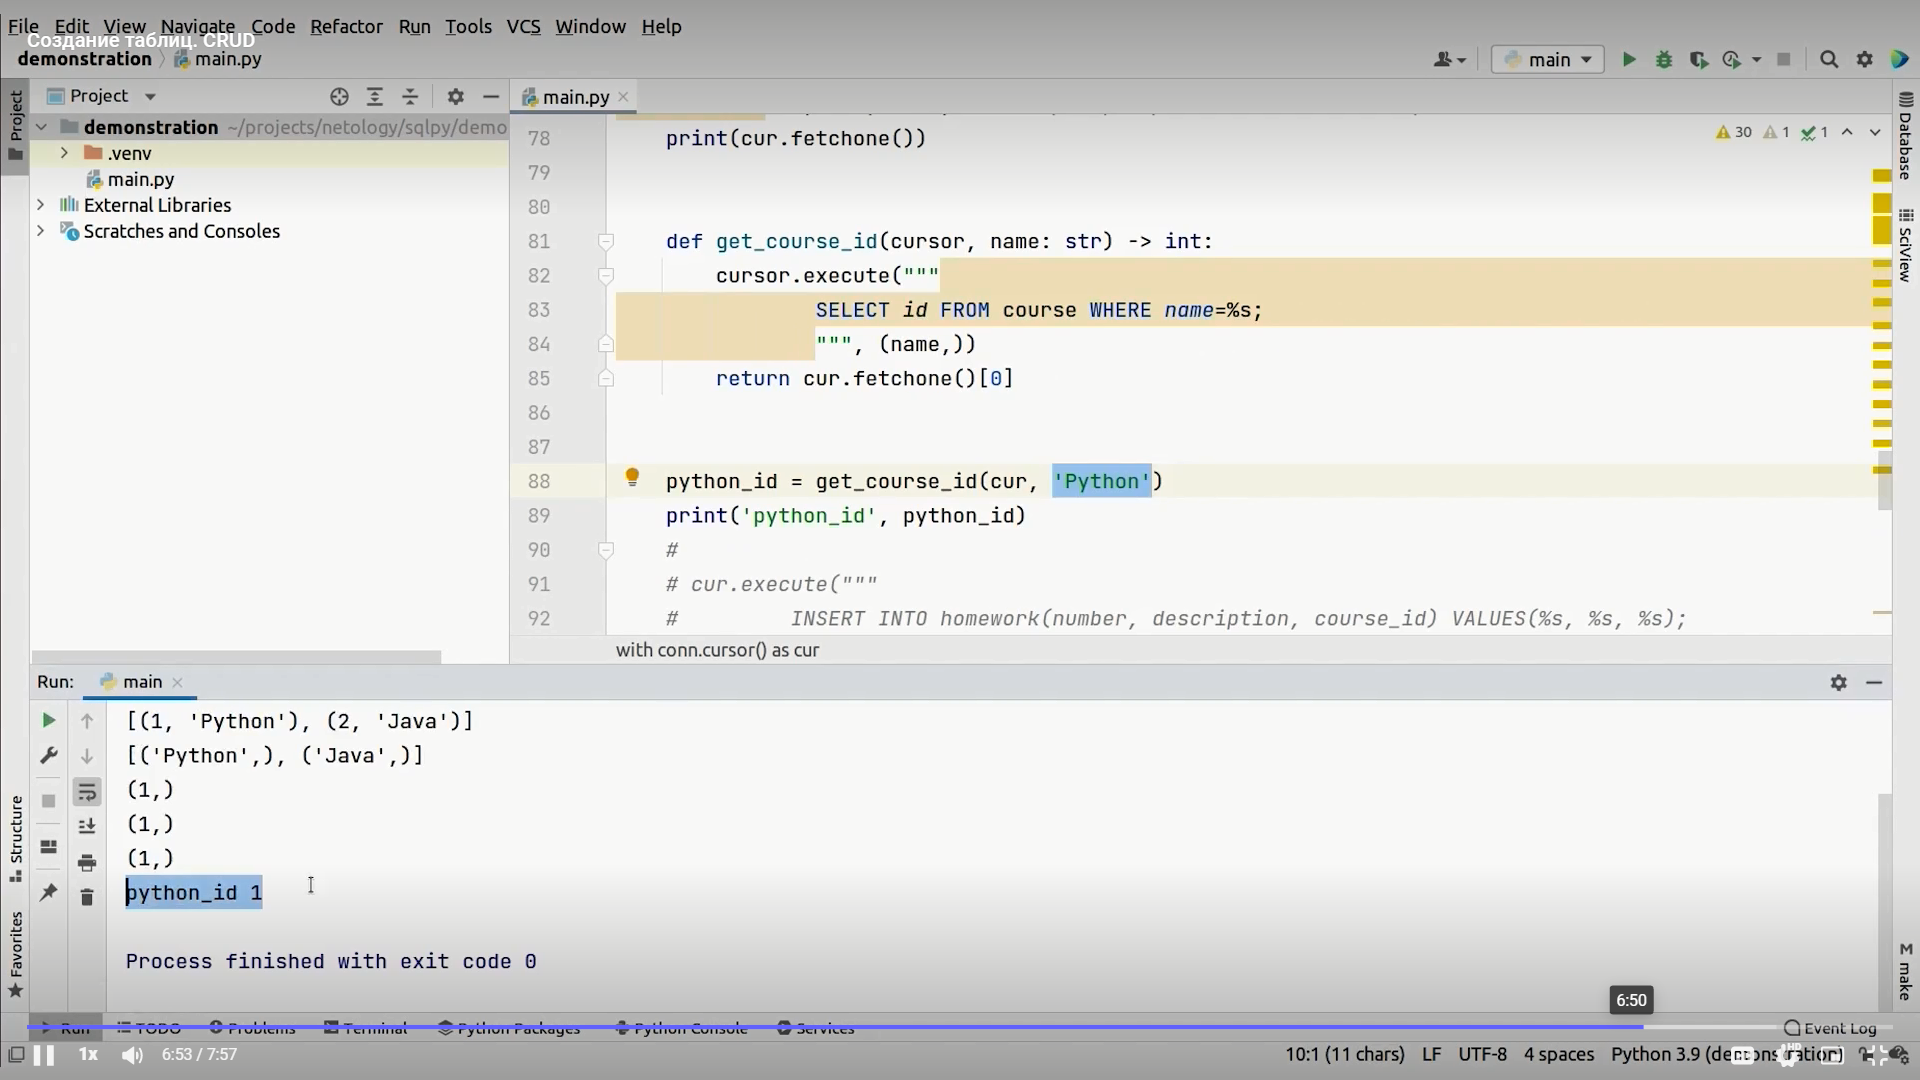 File Edit View Navigate Code Refactor Run Tools VCS Window Help
Создание таблиц. CRUD
demonstration main.py
main
Project
main.py
demonstration ~/projects/netology/sqlpy/demo
.venv
main.py
External Libraries
Scratches and Consoles
Project
Structure
Favorites
Database
SciView
make
30 1 1
78 print(cur.fetchone())
79
80
81 def get_course_id(cursor, name: str) -> int:
82 cursor.execute("""
83 SELECT id FROM course WHERE name=%s;
84 """, (name,))
85 return cur.fetchone()[0]
86
87
88 python_id = get_course_id(cur, 'Python')
89 print('python_id', python_id)
90 #
91 # cur.execute("""
92 # INSERT INTO homework(number, description, course_id) VALUES(%s, %s, %s);
with conn.cursor() as cur
Run: main
[(1, 'Python'), (2, 'Java')]
[('Python',), ('Java',)]
(1,)
(1,)
(1,)
python_id 1
Process finished with exit code 0
6:50
Run TODO Problems Terminal Python Packages Python Console Services Event Log
1x 6:53 / 7:57
10:1 (11 chars) LF UTF-8 4 spaces Python 3.9 (demonstration)
HD